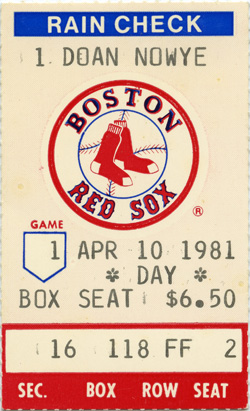 RAIN CHECK
1 DOAN NOWYE
BOSTON
RED SOX
®
GAME
1 APR 10 1981
* DAY *
BOX SEAT $6.50
16 118 FF 2
SEC. BOX ROW SEAT